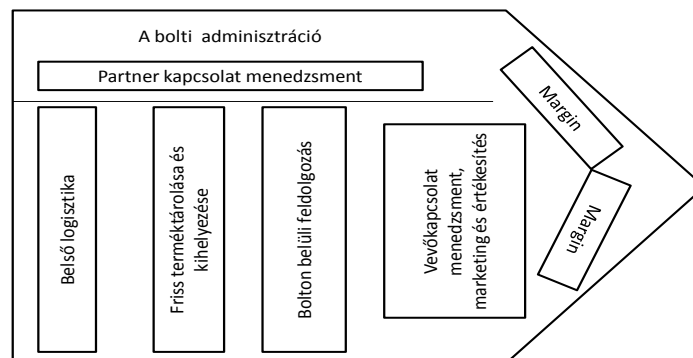 A bolti adminisztráció
Partner kapcsolat menedzsment
Belső logisztika
Friss terméktárolása és
kihelyezése
Bolton belüli feldolgozás
Vevőkapcsolat
menedzsment,
marketing és értékesítés
Margin
Margin